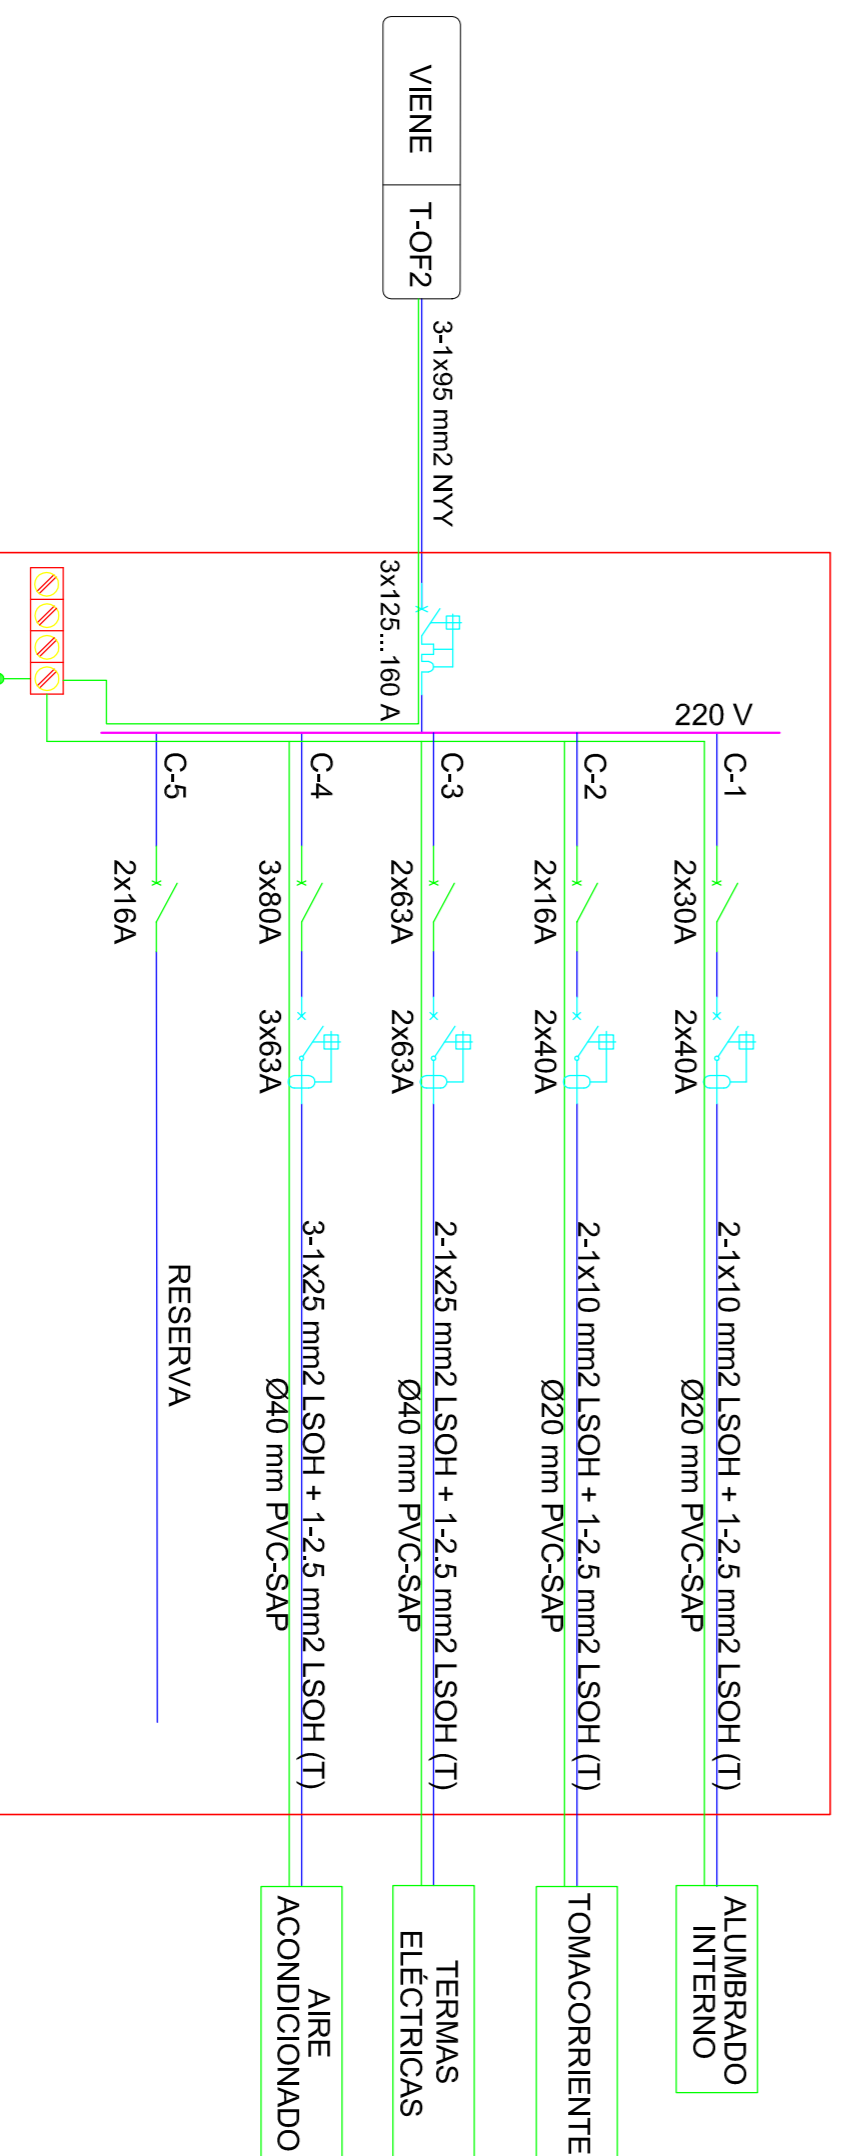 VIENE
T-OF2
3-1x95 mm2 NYY
3x125...160 A
220 V
C-1
2x30A
2x40A
2-1x10 mm2 LSOH + 1-2.5 mm2 LSOH (T)
Ø20 mm PVC-SAP
ALUMBRADO
INTERNO
C-2
2x16A
2x40A
2-1x10 mm2 LSOH + 1-2.5 mm2 LSOH (T)
Ø20 mm PVC-SAP
TOMACORRIENTE
C-3
2x63A
2x63A
2-1x25 mm2 LSOH + 1-2.5 mm2 LSOH (T)
Ø40 mm PVC-SAP
TERMAS
ELÉCTRICAS
C-4
3x80A
3x63A
3-1x25 mm2 LSOH + 1-2.5 mm2 LSOH (T)
Ø40 mm PVC-SAP
AIRE
ACONDICIONADO
C-5
2x16A
RESERVA